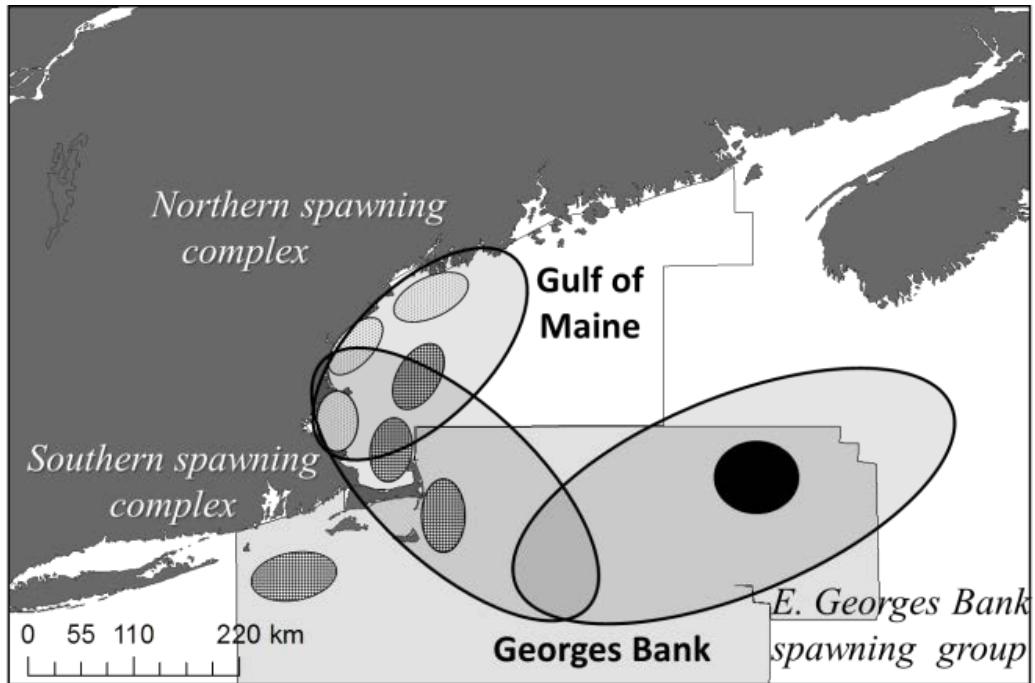 Northern spawning
complex
Gulf of
Maine
Southern spawning
complex
E. Georges Bank
spawning group
Georges Bank
0 55 110 220 km